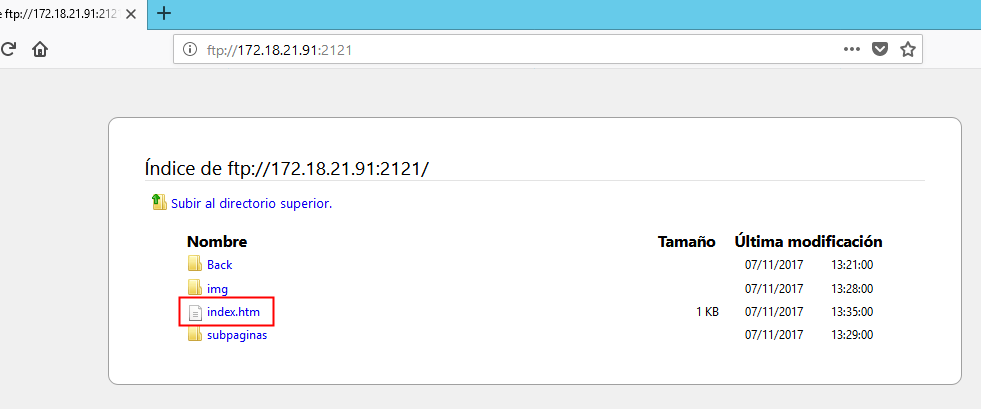 e ftp://172.18.21.91:212
ftp://172.18.21.91:2121
Índice de ftp://172.18.21.91:2121/
Subir al directorio superior.
Nombre Tamaño Última modificación
Back 07/11/2017 13:21:00
img 07/11/2017 13:28:00
index.htm 1 KB 07/11/2017 13:35:00
subpaginas 07/11/2017 13:29:00